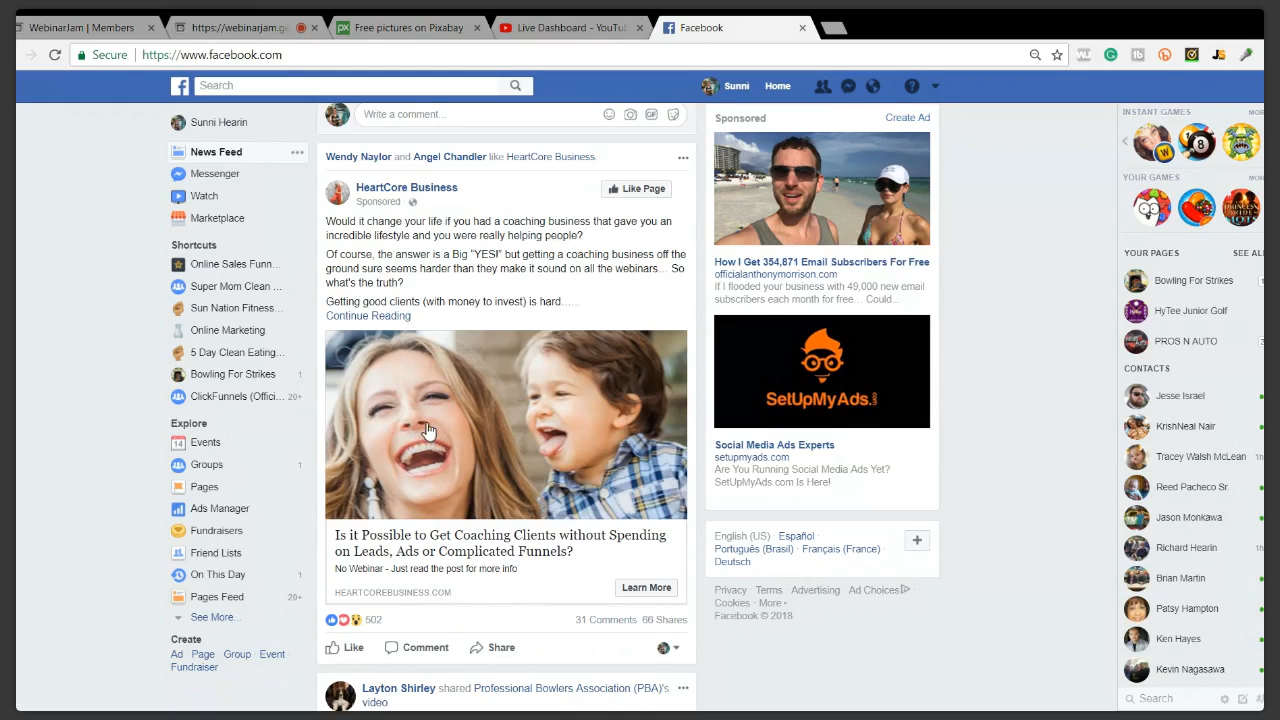 WebinarJam | Members
https://webinarjam.ge
Free pictures on Pixabay
Live Dashboard - YouTub
Facebook
Secure
https://www.facebook.com
Search
Sunni
Home
Sunni Hearin
News Feed
Messenger
Watch
Marketplace
Shortcuts
Online Sales Funn...
Super Mom Clean ...
Sun Nation Fitness...
Online Marketing
5 Day Clean Eating...
Bowling For Strikes 1
ClickFunnels (Offici... 20+
Explore
14 Events
Groups 1
Pages
Ads Manager
Fundraisers
Friend Lists
On This Day 1
Pages Feed 20+
See More...
Create
Ad Page Group Event
Fundraiser
Write a comment...
Wendy Naylor and Angel Chandler like HeartCore Business.
HeartCore Business
Sponsored ·
Like Page
Would it change your life if you had a coaching business that gave you an
incredible lifestyle and you were really helping people?
Of course, the answer is a Big “YES!” but getting a coaching business off the
ground sure seems harder than they make it sound on all the webinars… So
what's the truth?
Getting good clients (with money to invest) is hard……
Continue Reading
Is it Possible to Get Coaching Clients without Spending
on Leads, Ads or Complicated Funnels?
No Webinar - Just read the post for more info
HEARTCOREBUSINESS.COM
Learn More
502
31 Comments 66 Shares
Like
Comment
Share
Layton Shirley shared Professional Bowlers Association (PBA)'s
video
Sponsored
Create Ad
How I Get 354,871 Email Subscribers For Free
officialanthonymorrison.com
If I flooded your business with 49,000 new email
subscribers each month for free… Could...
SetUpMyAds.com
Social Media Ads Experts
setupmyads.com
Are You Running Social Media Ads Yet?
SetUpMyAds.com Is Here!
English (US) · Español ·
Português (Brasil) · Français (France) ·
Deutsch
Privacy · Terms · Advertising · Ad Choices ·
Cookies · More
Facebook © 2018
INSTANT GAMES
YOUR GAMES
YOUR PAGES
Bowling For Strikes
HyTee Junior Golf
PROS N AUTO
CONTACTS
Jesse Israel
KrishNeal Nair
Tracey Walsh McLean
Reed Pacheco Sr.
Jason Monkawa
Richard Hearin
Brian Martin
Patsy Hampton
Ken Hayes
Kevin Nagasawa
Search